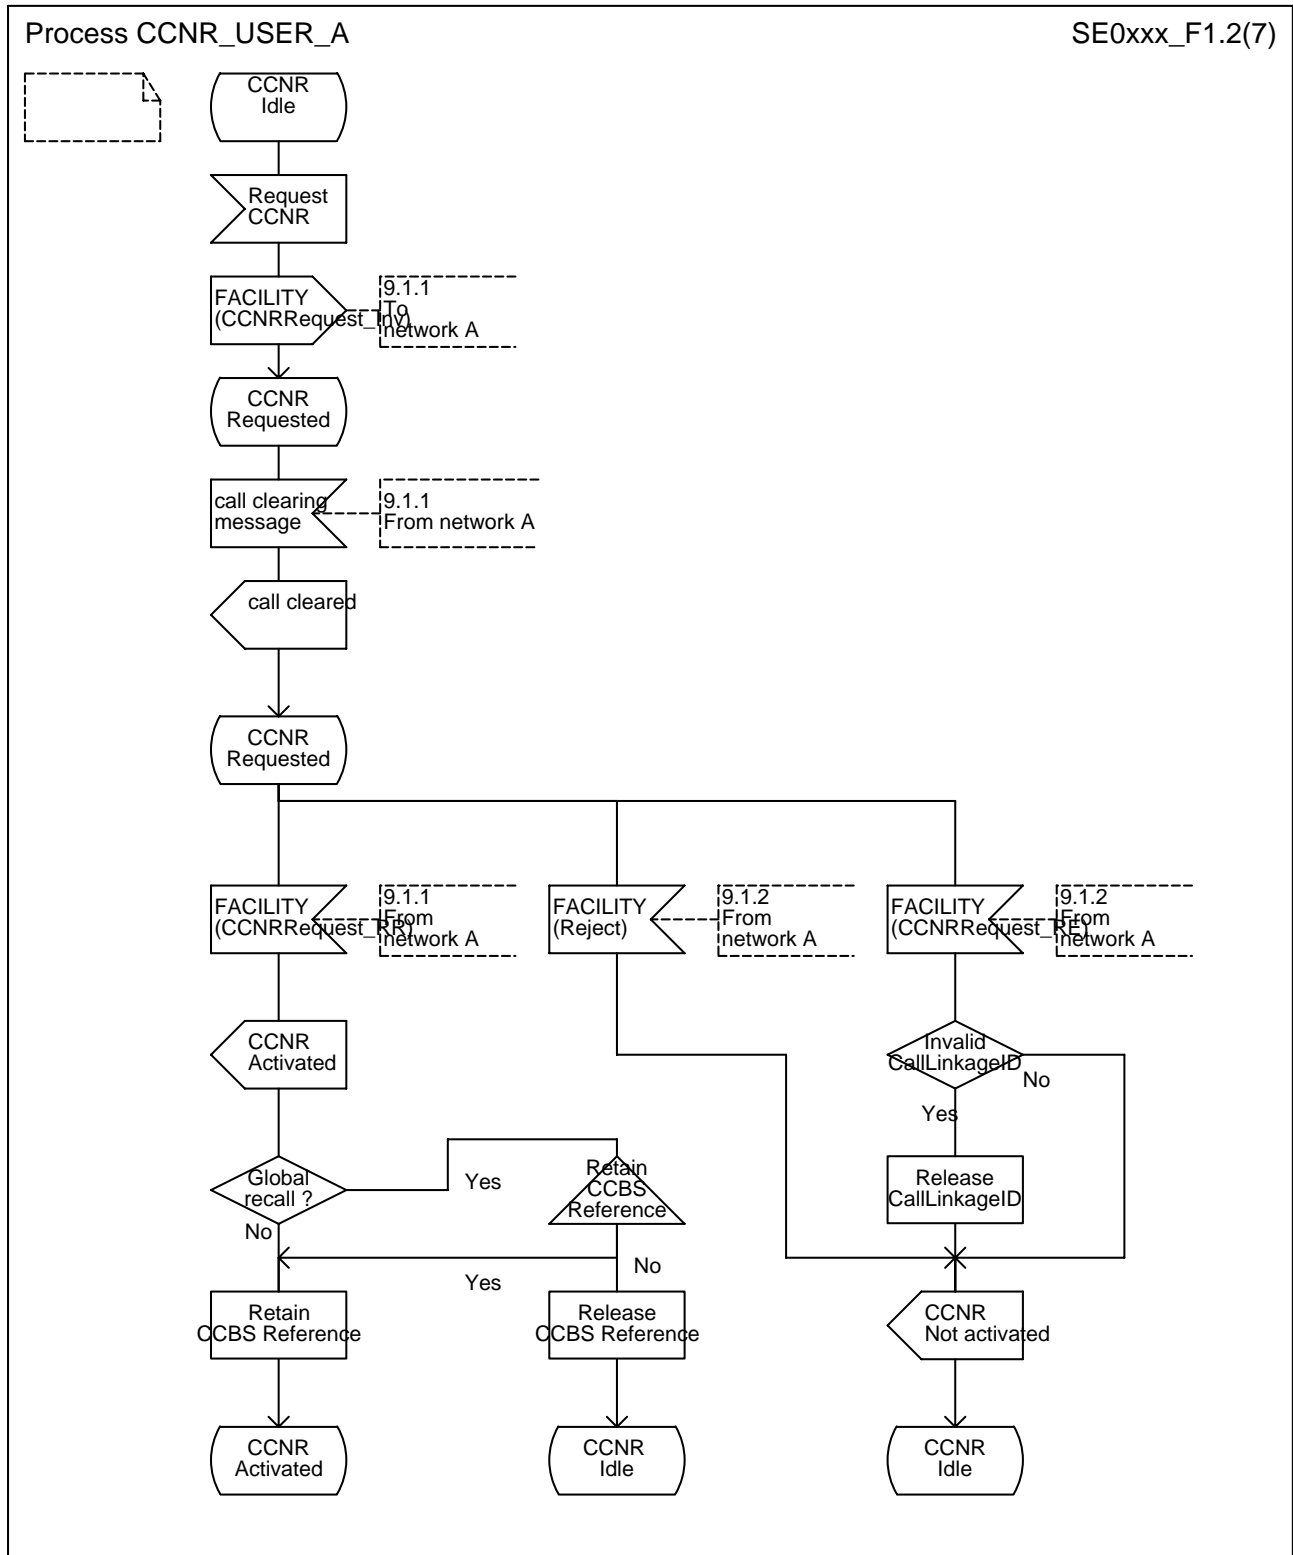 Process CCNR_USER_A
SE0xxx_F1.2(7)
CCNR
Idle
Request
CCNR
FACILITY
(CCNRRequest_Inv)
9.1.1
To
network A
CCNR
Requested
call clearing
message
9.1.1
From network A
call cleared
CCNR
Requested
FACILITY
(CCNRRequest_RR)
9.1.1
From
network A
FACILITY
(Reject)
9.1.2
From
network A
FACILITY
(CCNRRequest_RE)
9.1.2
From
network A
CCNR
Activated
Invalid
CallLinkageID
No
Yes
Global
recall ?
Yes
No
Retain
CCBS
Reference
Release
CallLinkageID
Yes
No
Retain
CCBS Reference
Release
CCBS Reference
CCNR
Not activated
CCNR
Activated
CCNR
Idle
CCNR
Idle